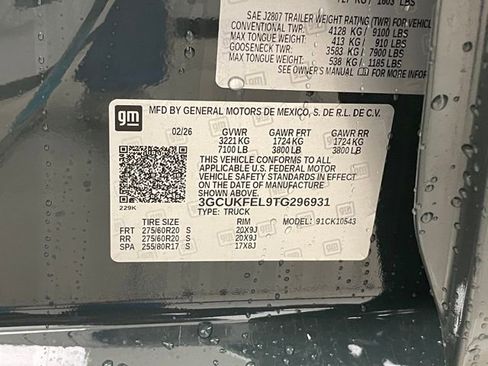 SAE J2807 TRAILER WEIGHT RATING (TWR) / VEHICLE
CONVENTIONAL TWR: 4128 KG / 9100 LBS
MAX TONGUE WEIGHT: 413 KG / 910 LBS
GOOSENECK TWR: 3583 KG / 7900 LBS
MAX TONGUE WEIGHT: 538 KG / 1185 LBS
SEE OWNER'S MANUAL FOR MORE INFORMATION
gm
MFD BY GENERAL MOTORS DE MEXICO, S. DE R.L. DE C.V.
02/26 GVWR GAWR FRT GAWR RR
3221 KG 1724 KG 1724 KG
7100 LB 3800 LB 3800 LB
THIS VEHICLE CONFORMS TO ALL
APPLICABLE U.S. FEDERAL MOTOR
VEHICLE SAFETY STANDARDS IN
EFFECT ON THE DATE OF MANUFACTURE
SHOWN ABOVE.
3GCUKFEL9TG296931
TYPE: TRUCK
229K
TIRE SIZE RIM MODEL: 91CK10543
FRT 275/60R20 S 20X9J
RR 275/60R20 S 20X9J
SPA 255/80R17 S 17X8J